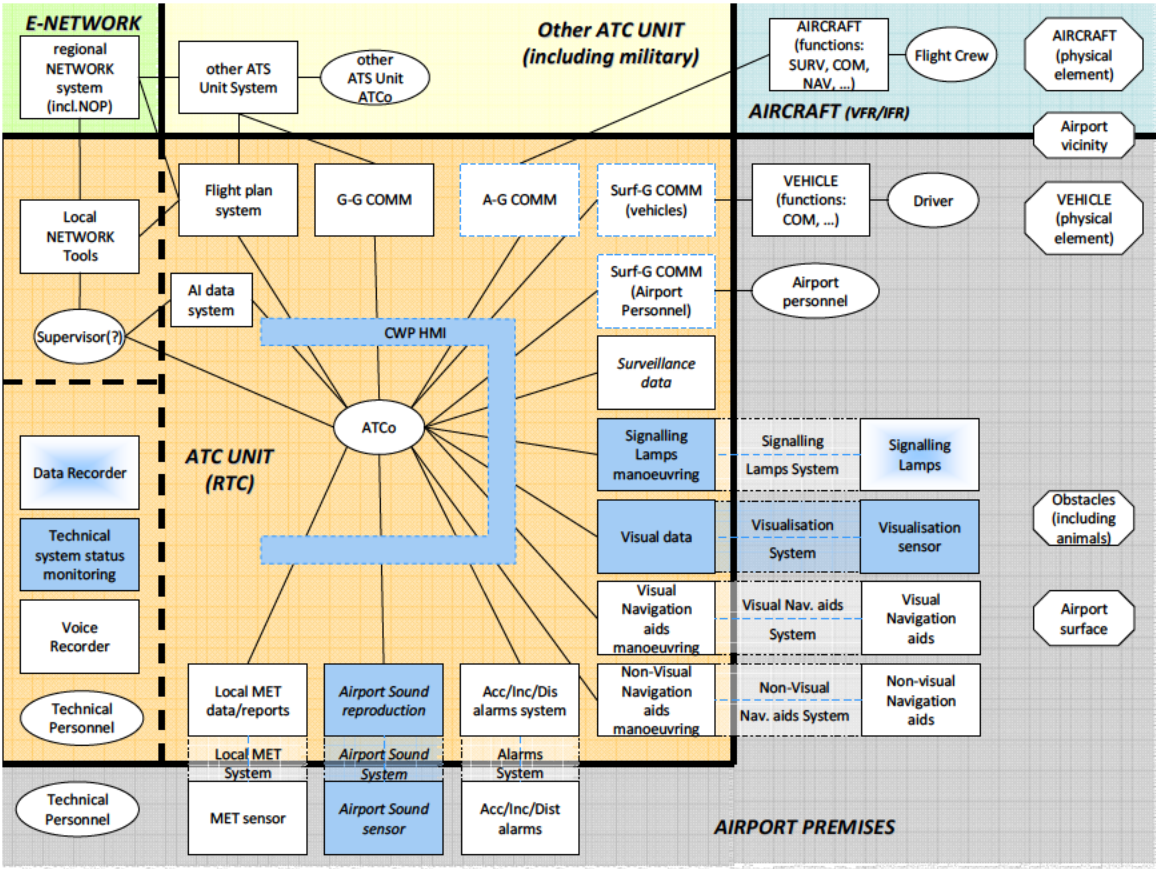 E-NETWORK
regional
NETWORK
system
(incl.NOP)
other ATS
Unit System
other
ATS Unit
ATCo
Other ATC UNIT
(including military)
AIRCRAFT
(functions:
SURV, COM,
NAV, ...)
Flight Crew
AIRCRAFT
(physical
element)
AIRCRAFT (VFR/IFR)
Airport
vicinity
Local
NETWORK
Tools
Flight plan
system
G-G COMM
A-G COMM
Surf-G COMM
(vehicles)
VEHICLE
(functions:
COM, ...)
Driver
VEHICLE
(physical
element)
AI data
system
Surf-G COMM
(Airport
Personnel)
Airport
personnel
Supervisor(?)
CWP HMI
Surveillance
data
ATCo
ATC UNIT
(RTC)
Signalling
Lamps
manoeuvring
Signalling
Lamps System
Signalling
Lamps
Data Recorder
Technical
system status
monitoring
Visual data
Visualisation
System
Visualisation
sensor
Obstacles
(including
animals)
Voice
Recorder
Visual
Navigation
aids
manoeuvring
Visual Nav. aids
System
Visual
Navigation
aids
Airport
surface
Technical
Personnel
Local MET
data/reports
Airport Sound
reproduction
Acc/Inc/Dis
alarms system
Non-Visual
Navigation
aids
manoeuvring
Non-Visual
Nav. aids System
Non-visual
Navigation
aids
Local MET
System
Airport Sound
System
Alarms
System
Technical
Personnel
MET sensor
Airport Sound
sensor
Acc/Inc/Dist
alarms
AIRPORT PREMISES